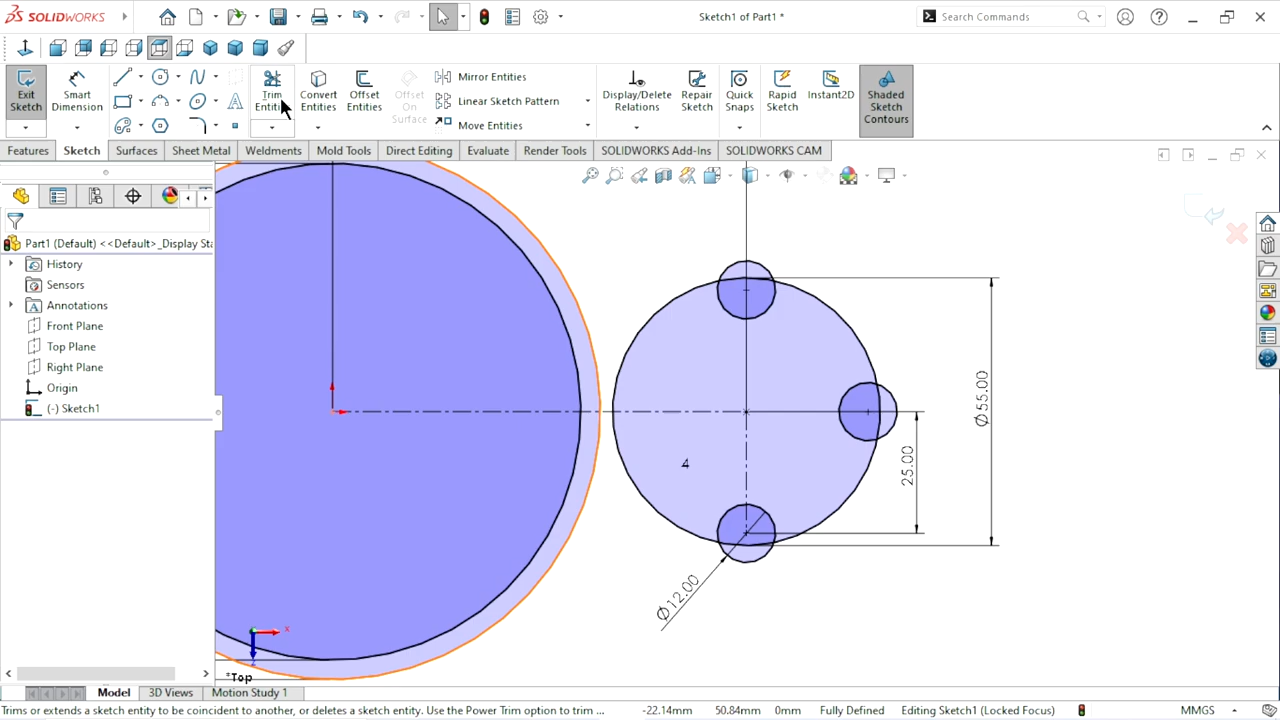 SOLIDWORKS
Sketch1 of Part1 *
Search Commands
Exit Sketch
Smart Dimension
Trim Entities
Convert Entities
Offset Entities
Offset On Surface
Mirror Entities
Linear Sketch Pattern
Move Entities
Display/Delete Relations
Repair Sketch
Quick Snaps
Rapid Sketch
Instant2D
Shaded Sketch Contours
Features
Sketch
Surfaces
Sheet Metal
Weldments
Mold Tools
Direct Editing
Evaluate
Render Tools
SOLIDWORKS Add-Ins
SOLIDWORKS CAM
Part1 (Default) <<Default>_Display Sta
History
Sensors
Annotations
Front Plane
Top Plane
Right Plane
Origin
(-) Sketch1
4
Ø55.00
25.00
Ø12.00
x
z
*Top
Model
3D Views
Motion Study 1
Trims or extends a sketch entity to be coincident to another, or deletes a sketch entity. Use the Power Trim option to trim ...
-22.14mm
50.84mm
0mm
Fully Defined
Editing Sketch1 (Locked Focus)
MMGS